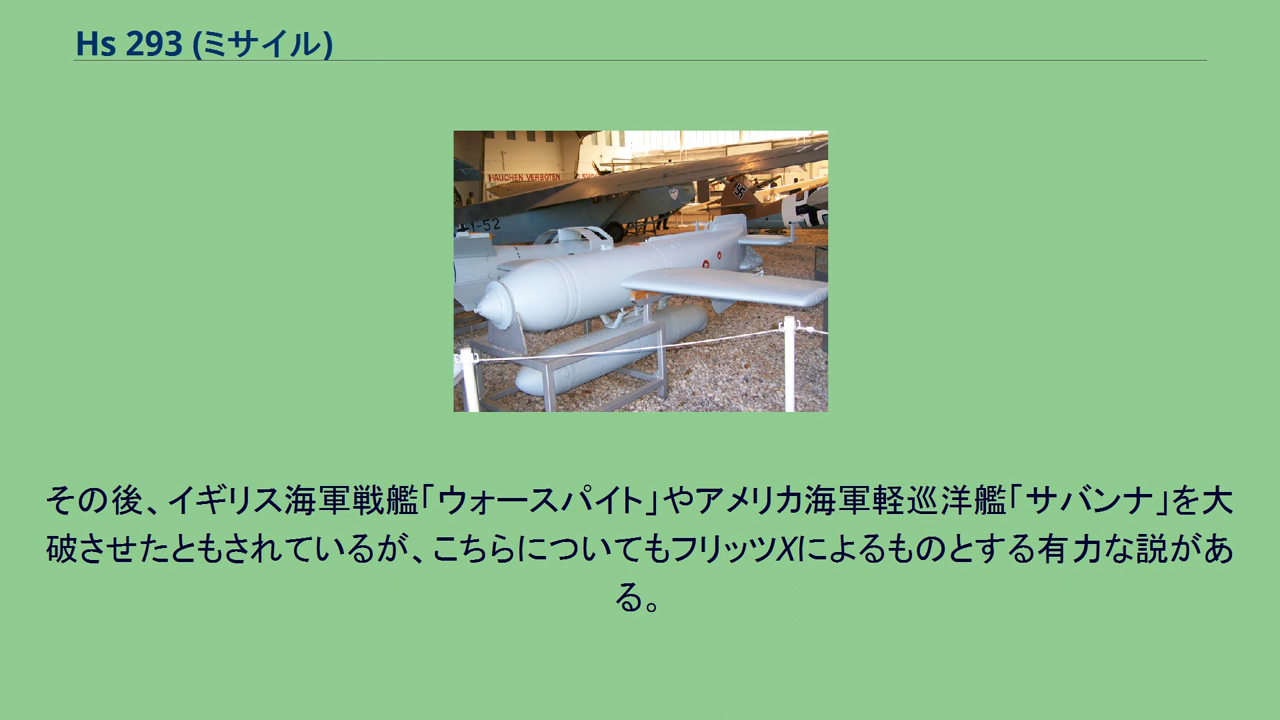 Hs 293 (ミサイル)
RAUCHEN VERBOTEN
1-52
その後、イギリス海軍戦艦「ウォースパイト」やアメリカ海軍軽巡洋艦「サバンナ」を大
破させたともされているが、こちらについてもフリッツXによるものとする有力な説があ
る。